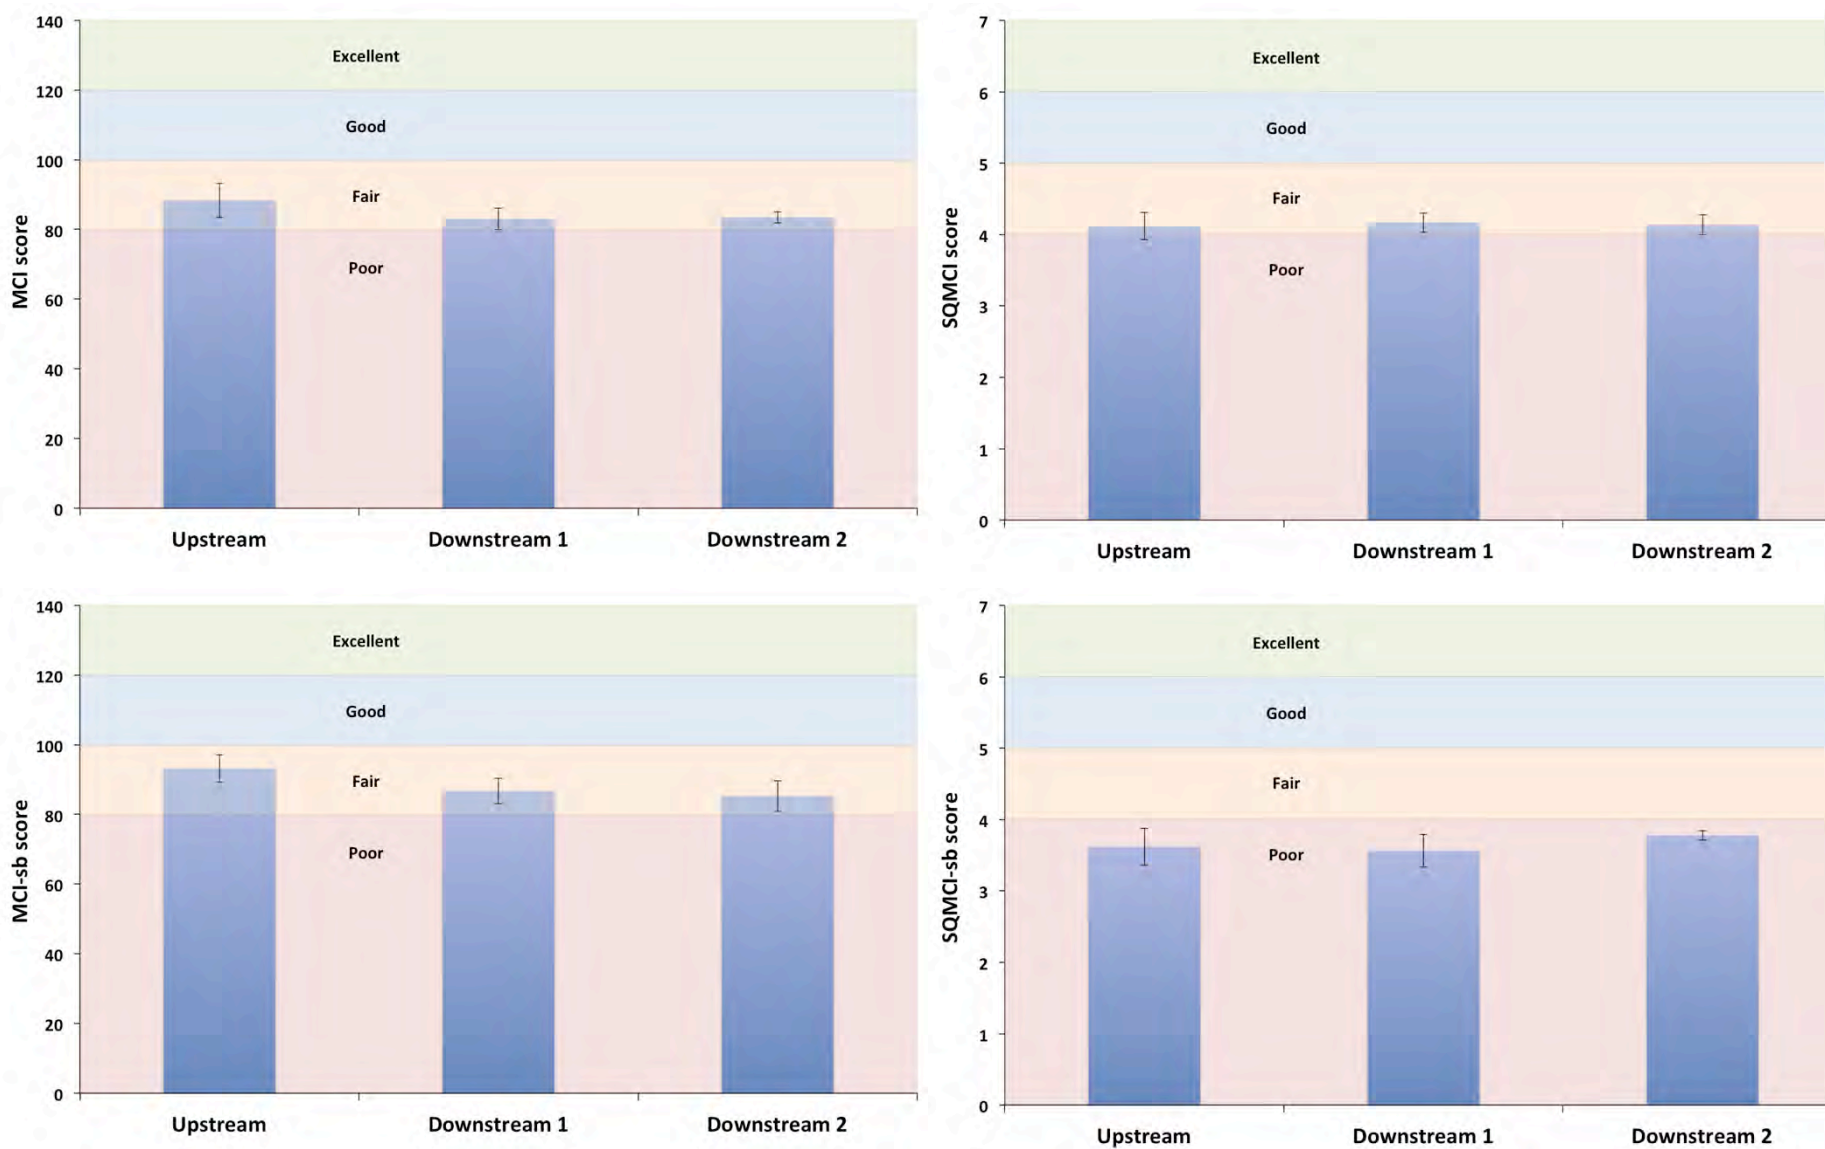 140
120
100
80
60
40
20
0
MCI score
Excellent
Good
Fair
Poor
Upstream Downstream 1 Downstream 2
7
6
5
4
3
2
1
0
SQMCI score
Excellent
Good
Fair
Poor
Upstream Downstream 1 Downstream 2
140
120
100
80
60
40
20
0
MCI-sb score
Excellent
Good
Fair
Poor
Upstream Downstream 1 Downstream 2
7
6
5
4
3
2
1
0
SQMCI-sb score
Excellent
Good
Fair
Poor
Upstream Downstream 1 Downstream 2